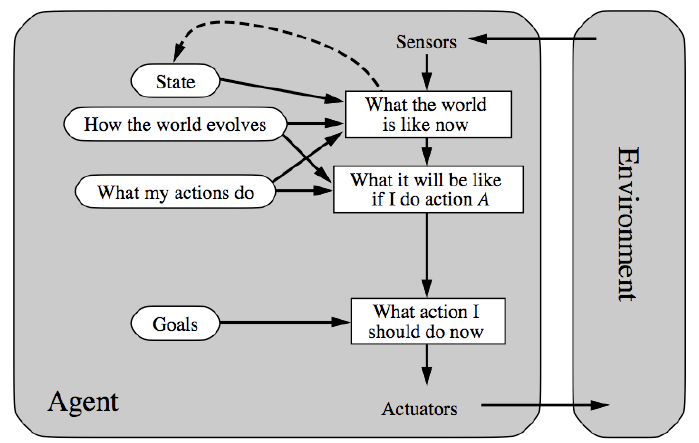 Sensors
State
What the world
is like now
How the world evolves
What it will be like
if I do action A
What my actions do
Environment
What action I
should do now
Goals
Agent
Actuators